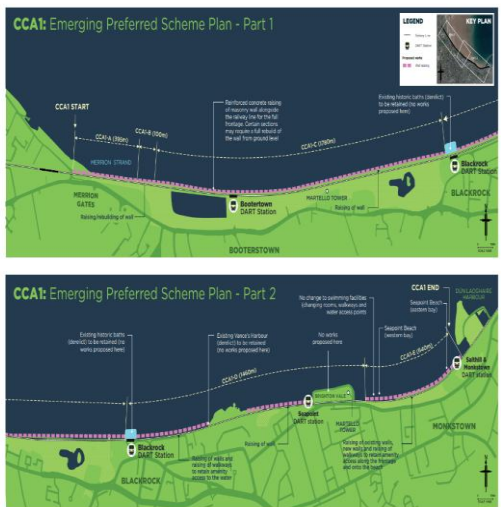 CCA1: Emerging Preferred Scheme Plan - Part 1
LEGEND
KEY PLAN
DART Station
Proposed works
CCA1 START
CCA1-A (395m)
CCA1-B (100m)
CCA1-C (1760m)
Reinforced concrete raising
of masonry wall alongside
the railway line for the full
frontage. Certain sections
may require a full rebuild of
the wall from ground level
Existing historic baths (derelict)
to be retained (no works
proposed here)
MERRION STRAND
MERRION
GATES
Raising/rebuilding of wall
Booterstown
DART Station
MARTELLO TOWER
Raising of wall
Blackrock
DART Station
BLACKROCK
BOOTERSTOWN
CCA1: Emerging Preferred Scheme Plan - Part 2
CCA1 END
DUN LAOGHAIRE
HARBOUR
No change to swimming facilities
(changing rooms, walkways and
water access points)
Seapoint Beach
(western bay)
Seapoint Beach
(eastern bay)
Existing historic baths
(derelict) to be retained (no
works proposed here)
Existing Vance's Harbour
(derelict) to be retained
(no works proposed here)
No works
proposed here
CCA1-D (1460m)
CCA1-E (640m)
Salthill &
Monkstown
DART station
BRIGHTON VALE
Seapoint
DART station
MARTELLO
TOWER
MONKSTOWN
Blackrock
DART Station
Raising of wall
BLACKROCK
Raising of walls and
raising of walkways
to retain amenity
access to the water
Raising of existing walls,
new walls and raising of
walkways to retain amenity
access along the frontage
and onto the beach